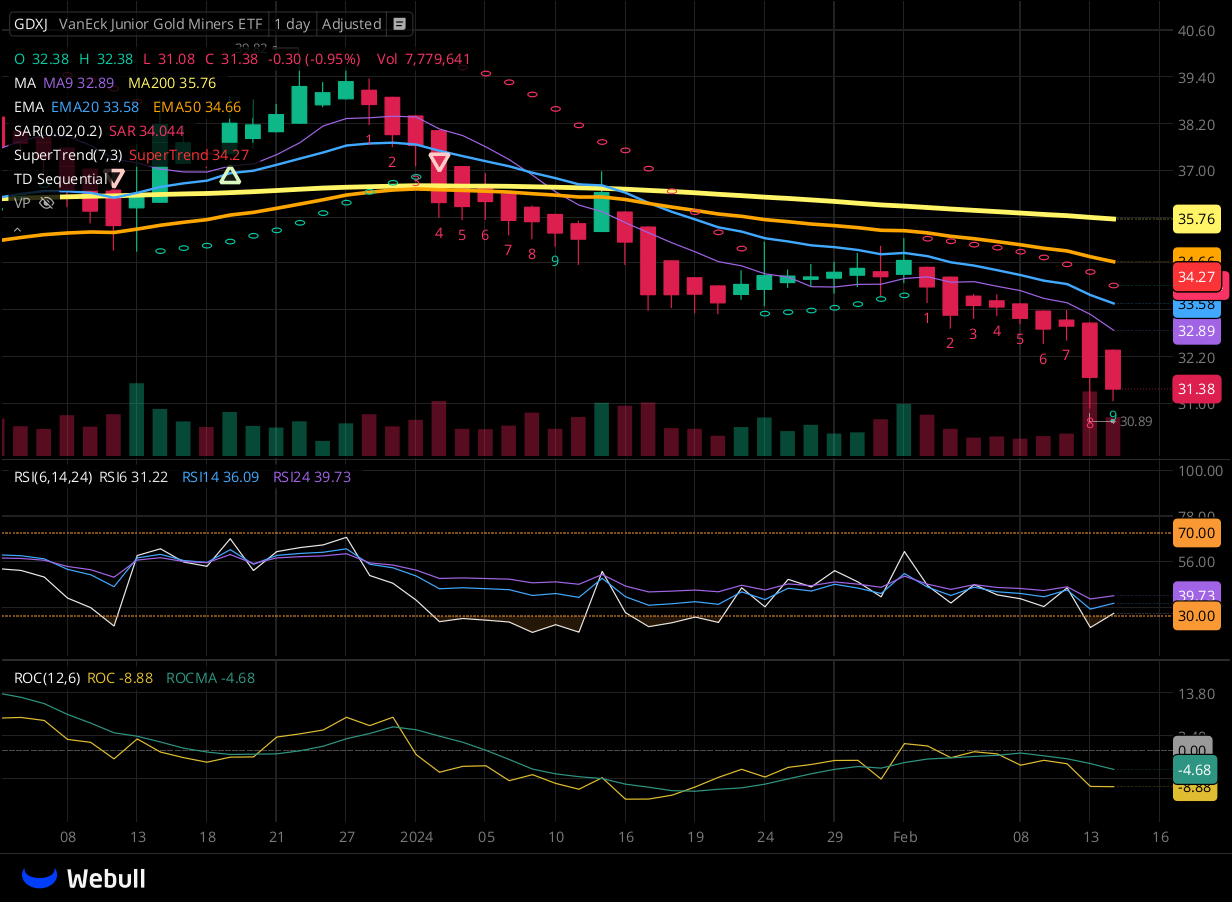 GDXJ VanEck Junior Gold Miners ETF 1 day Adjusted
40.60
O 32.38 H 32.38 L 31.08 C 31.38 -0.30 (-0.95%) Vol 7,779,641
39.40
MA MA9 32.89 MA200 35.76
EMA EMA20 33.58 EMA50 34.66
38.20
SAR(0.02,0.2) SAR 34.044
1
SuperTrend(7,3) SuperTrend 34.27
2
37.00
TD Sequential
3
VP
35.76
4 5 6
7 8 9
34.66
34.27
33.58
1
32.89
2 3 4 5
6 7
32.20
31.38
31.00
8 9 30.89
RSI(6,14,24) RSI6 31.22 RSI14 36.09 RSI24 39.73
100.00
78.00
70.00
56.00
39.73
30.00
ROC(12,6) ROC -8.88 ROCMA -4.68
13.80
0.00
-4.68
-8.88
08 13 18 21 27 2024 05 10 16 19 24 29 Feb 08 13 16
Webull